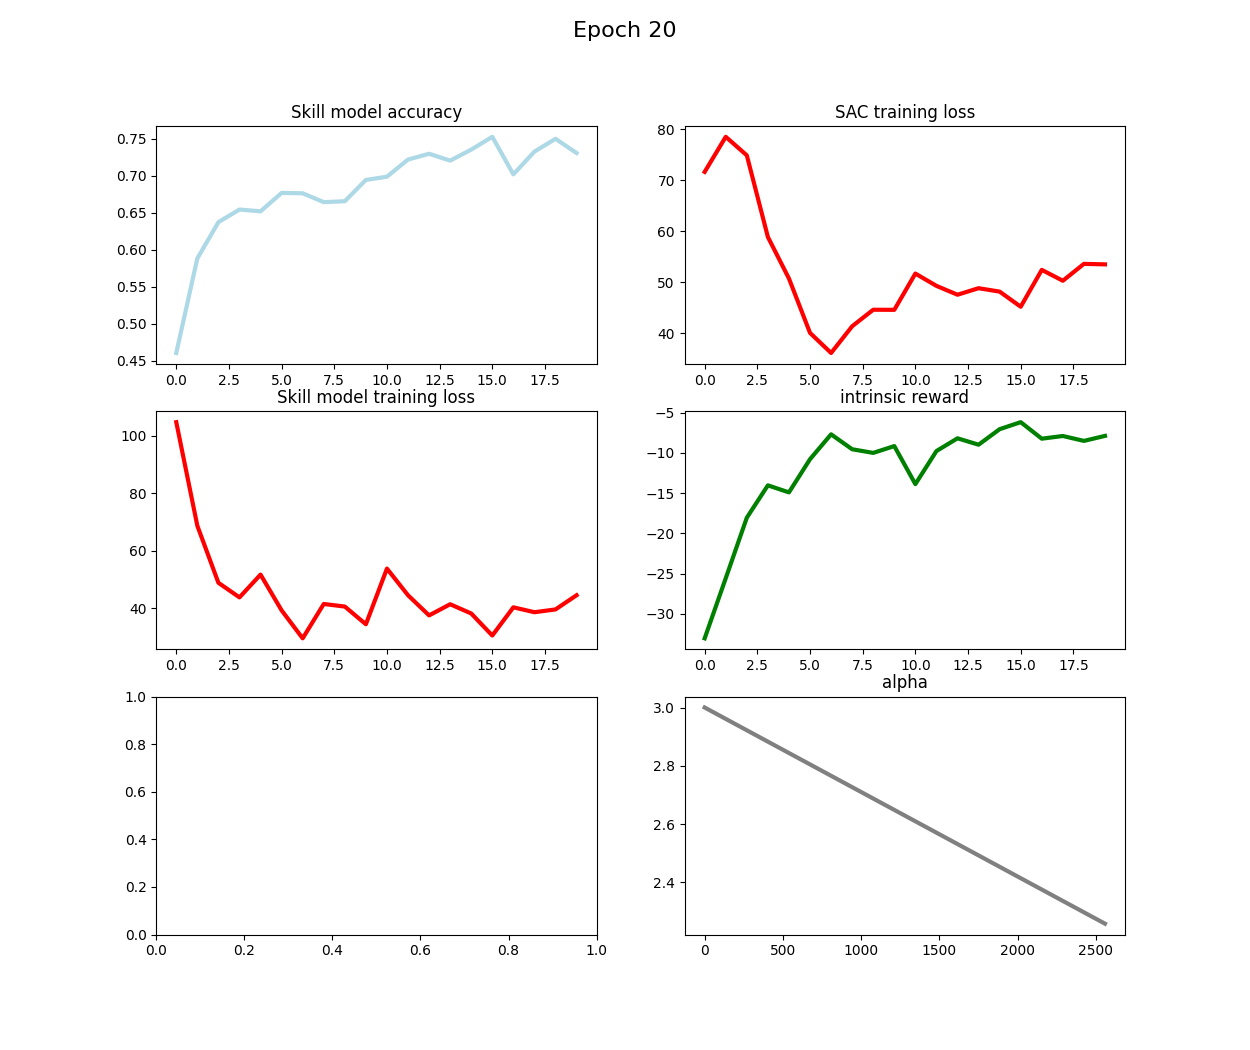 Epoch 20
Skill model accuracy
0.75
0.70
0.65
0.60
0.55
0.50
0.45
0.0 2.5 5.0 7.5 10.0 12.5 15.0 17.5
SAC training loss
80
70
60
50
40
0.0 2.5 5.0 7.5 10.0 12.5 15.0 17.5
Skill model training loss
100
80
60
40
0.0 2.5 5.0 7.5 10.0 12.5 15.0 17.5
intrinsic reward
−5
−10
−15
−20
−25
−30
0.0 2.5 5.0 7.5 10.0 12.5 15.0 17.5
1.0
0.8
0.6
0.4
0.2
0.0
0.0 0.2 0.4 0.6 0.8 1.0
alpha
3.0
2.8
2.6
2.4
0 500 1000 1500 2000 2500